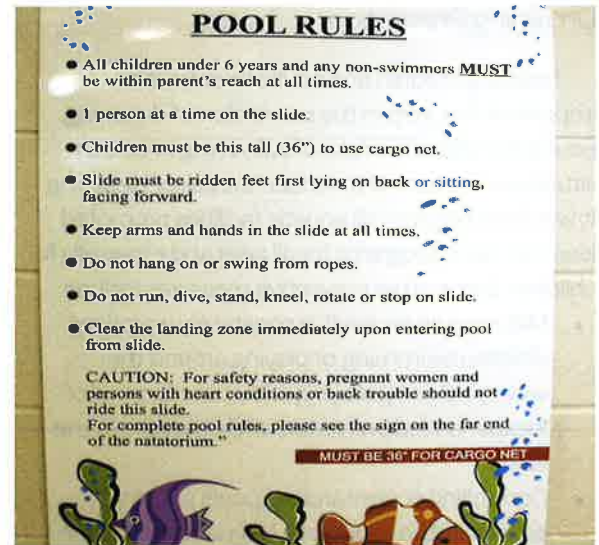 POOL RULES
● All children under 6 years and any non-swimmers MUST
be within parent's reach at all times.
● 1 person at a time on the slide.
● Children must be this tall (36") to use cargo net.
● Slide must be ridden feet first lying on back or sitting,
facing forward.
● Keep arms and hands in the slide at all times.
● Do not hang on or swing from ropes.
● Do not run, dive, stand, kneel, rotate or stop on slide.
● Clear the landing zone immediately upon entering pool
from slide.
CAUTION: For safety reasons, pregnant women and
persons with heart conditions or back trouble should not
ride this slide.
For complete pool rules, please see the sign on the far end
of the natatorium."
MUST BE 36" FOR CARGO NET